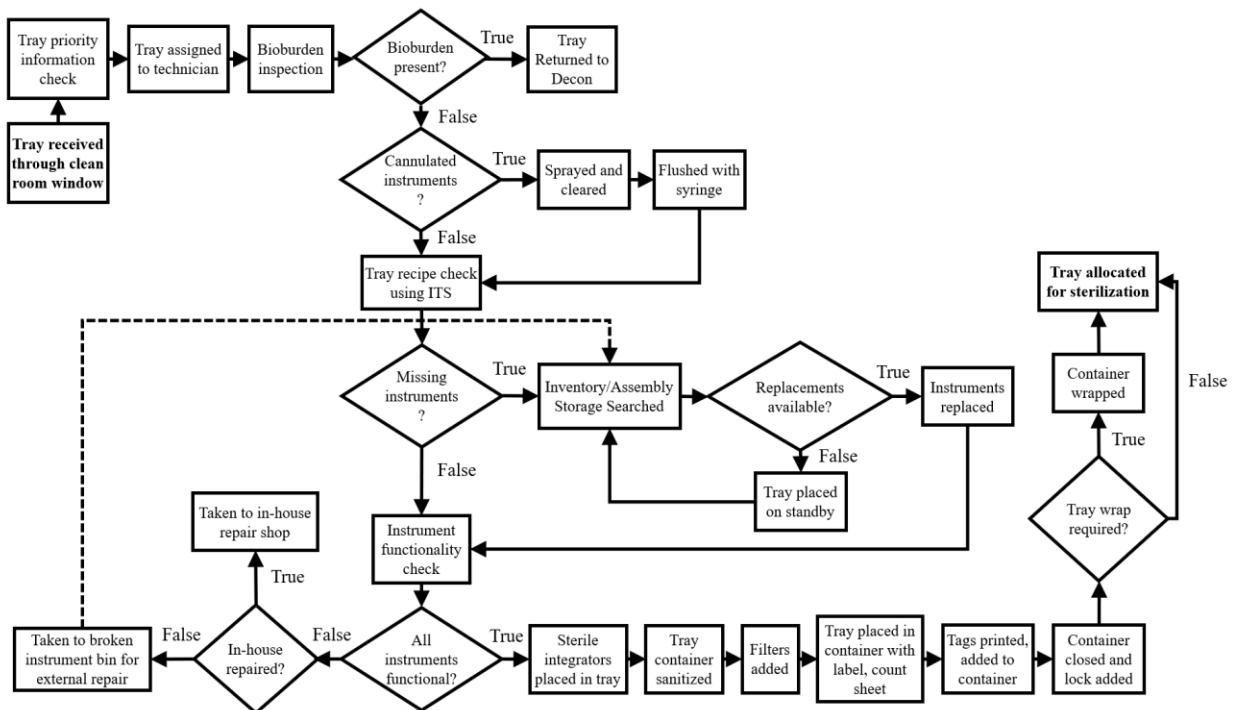 Tray priority
information
check
Tray assigned
to technician
Bioburden
inspection
Bioburden
present?
True
Tray
Returned to
Decon
False
Tray received
through clean
room window
Cannulated
instruments
?
True
Sprayed and
cleared
Flushed with
syringe
False
Tray recipe check
using ITS
Tray allocated
for sterilization
Missing
instruments
?
True
Inventory/Assembly
Storage Searched
Replacements
available?
True
Instruments
replaced
Container
wrapped
False
True
False
False
Tray placed
on standby
Tray wrap
required?
Taken to in-house
repair shop
Instrument
functionality
check
True
Taken to broken
instrument bin for
external repair
False
In-house
repaired?
False
All
instruments
functional?
True
Sterile
integrators
placed in tray
Tray
container
sanitized
Filters
added
Tray placed in
container with
label, count
sheet
Tags printed,
added to
container
Container
closed and
lock added